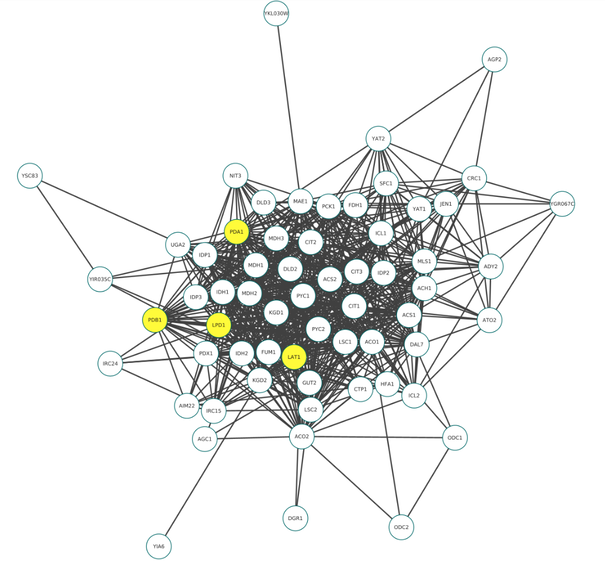 YKL030W
AGP2
YAT2
YSC83
NIT3
SFC1
CRC1
DLD3
MAE1
PCK1
FDH1
YAT1
JEN1
YGR067C
PDA1
MDH3
CIT2
ICL1
UGA2
IDP1
MDH1
DLD2
ACS2
CIT3
IDP2
MLS1
ADY2
YIR035C
ACH1
IDP3
IDH1
MDH2
PYC1
CIT1
KGD1
ACS1
ATO2
PDB1
LPD1
PYC2
LSC1
ACO1
DAL7
PDX1
IDH2
FUM1
LAT1
IRC24
KGD2
GUT2
CTP1
HFA1
ICL2
AIM22
IRC15
LSC2
AGC1
ACO2
ODC1
DGR1
ODC2
YIA6